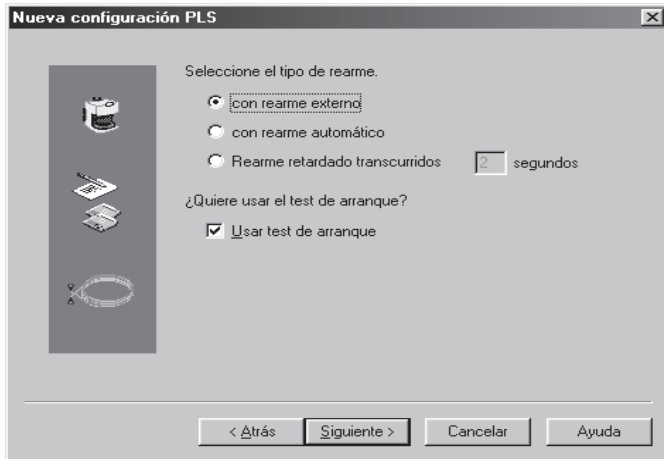 Nueva configuración PLS
Seleccione el tipo de rearme.
con rearme externo
con rearme automático
Rearme retardado transcurridos 2 segundos
¿Quiere usar el test de arranque?
Usar test de arranque
< Atrás Siguiente > Cancelar Ayuda